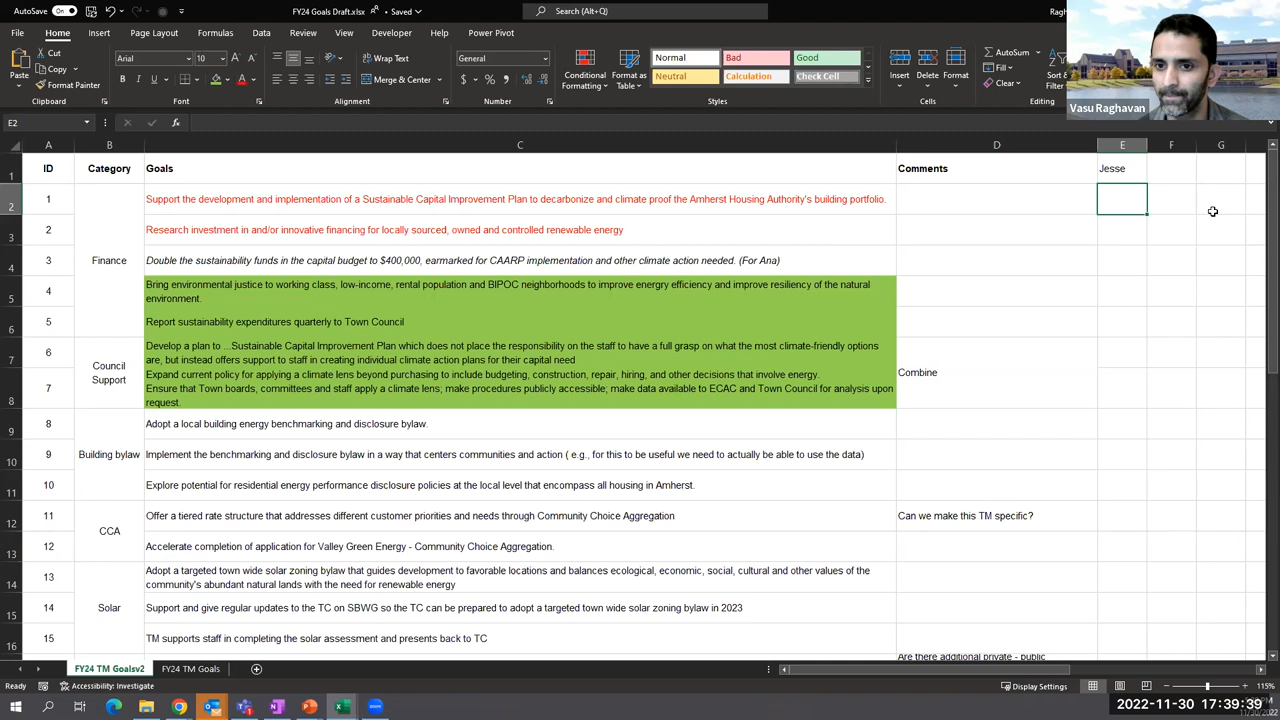 AutoSave On FY24 Goals Draft.xlsx • Saved Search (Alt+Q)
File Home Insert Page Layout Formulas Data Review View Developer Help Power Pivot
Paste Cut Copy Format Painter Clipboard
Arial 10 B I U Font
Wrap Text Merge & Center Alignment
General Number
Conditional Formatting Format as Table Normal Bad Good Neutral Calculation Check Cell Styles
Insert Delete Format Cells
AutoSum Fill Clear Editing
Vasu Raghavan
E2 fx
A B C D E F G
1 ID Category Goals Comments Jesse
2 1 Support the development and implementation of a Sustainable Capital Improvement Plan to decarbonize and climate proof the Amherst Housing Authority's building portfolio.
3 2 Research investment in and/or innovative financing for locally sourced, owned and controlled renewable energy
4 3 Finance Double the sustainability funds in the capital budget to $400,000, earmarked for CAARP implementation and other climate action needed. (For Ana)
5 4 Bring environmental justice to working class, low-income, rental population and BIPOC neighborhoods to improve energry efficiency and improve resiliency of the natural
environment.
6 5 Report sustainability expenditures quarterly to Town Council
7 6 Develop a plan to ...Sustainable Capital Improvement Plan which does not place the responsibility on the staff to have a full grasp on what the most climate-friendly options
are, but instead offers support to staff in creating individual climate action plans for their capital need
Council Support
Expand current policy for applying a climate lens beyond purchasing to include budgeting, construction, repair, hiring, and other decisions that involve energy. Combine
8 7 Ensure that Town boards, committees and staff apply a climate lens; make procedures publicly accessible; make data available to ECAC and Town Council for analysis upon
request.
9 8 Adopt a local building energy benchmarking and disclosure bylaw.
10 9 Building bylaw Implement the benchmarking and disclosure bylaw in a way that centers communities and action ( e.g., for this to be useful we need to actually be able to use the data)
11 10 Explore potential for residential energy performance disclosure policies at the local level that encompass all housing in Amherst.
12 11 Offer a tiered rate structure that addresses different customer priorities and needs through Community Choice Aggregation Can we make this TM specific?
CCA
13 12 Accelerate completion of application for Valley Green Energy - Community Choice Aggregation.
14 13 Adopt a targeted town wide solar zoning bylaw that guides development to favorable locations and balances ecological, economic, social, cultural and other values of the
community's abundant natural lands with the need for renewable energy
15 14 Solar Support and give regular updates to the TC on SBWG so the TC can be prepared to adopt a targeted town wide solar zoning bylaw in 2023
16 15 TM supports staff in completing the solar assessment and presents back to TC
Are there additional private - public
FY24 TM Goalsv2 FY24 TM Goals
Ready Accessibility: Investigate Display Settings 115%
2022-11-30 17:39:39